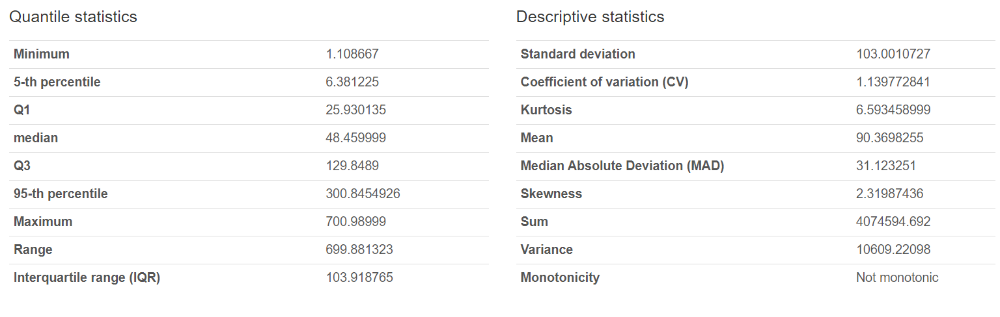 Quantile statistics
Minimum 1.108667
5-th percentile 6.381225
Q1 25.930135
median 48.459999
Q3 129.8489
95-th percentile 300.8454926
Maximum 700.98999
Range 699.881323
Interquartile range (IQR) 103.918765
Descriptive statistics
Standard deviation 103.0010727
Coefficient of variation (CV) 1.139772841
Kurtosis 6.593458999
Mean 90.3698255
Median Absolute Deviation (MAD) 31.123251
Skewness 2.31987436
Sum 4074594.692
Variance 10609.22098
Monotonicity Not monotonic